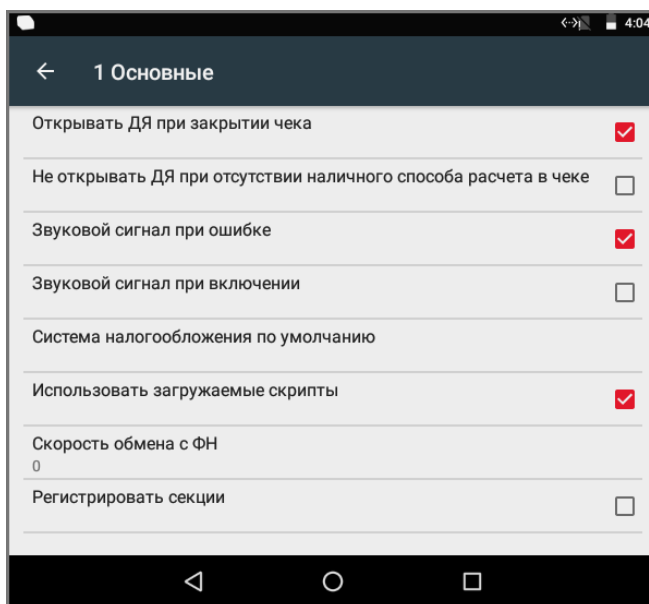 4:04
1 Основные
Открывать ДЯ при закрытии чека
Не открывать ДЯ при отсутствии наличного способа расчета в чеке
Звуковой сигнал при ошибке
Звуковой сигнал при включении
Система налогообложения по умолчанию
Использовать загружаемые скрипты
Скорость обмена с ФН
0
Регистрировать секции